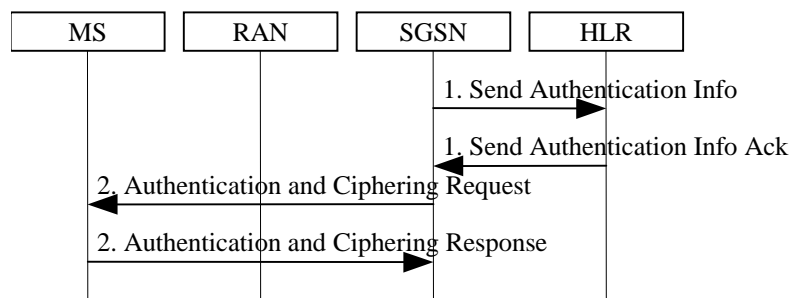 MS RAN SGSN HLR
1. Send Authentication Info
1. Send Authentication Info Ack
2. Authentication and Ciphering Request
2. Authentication and Ciphering Response